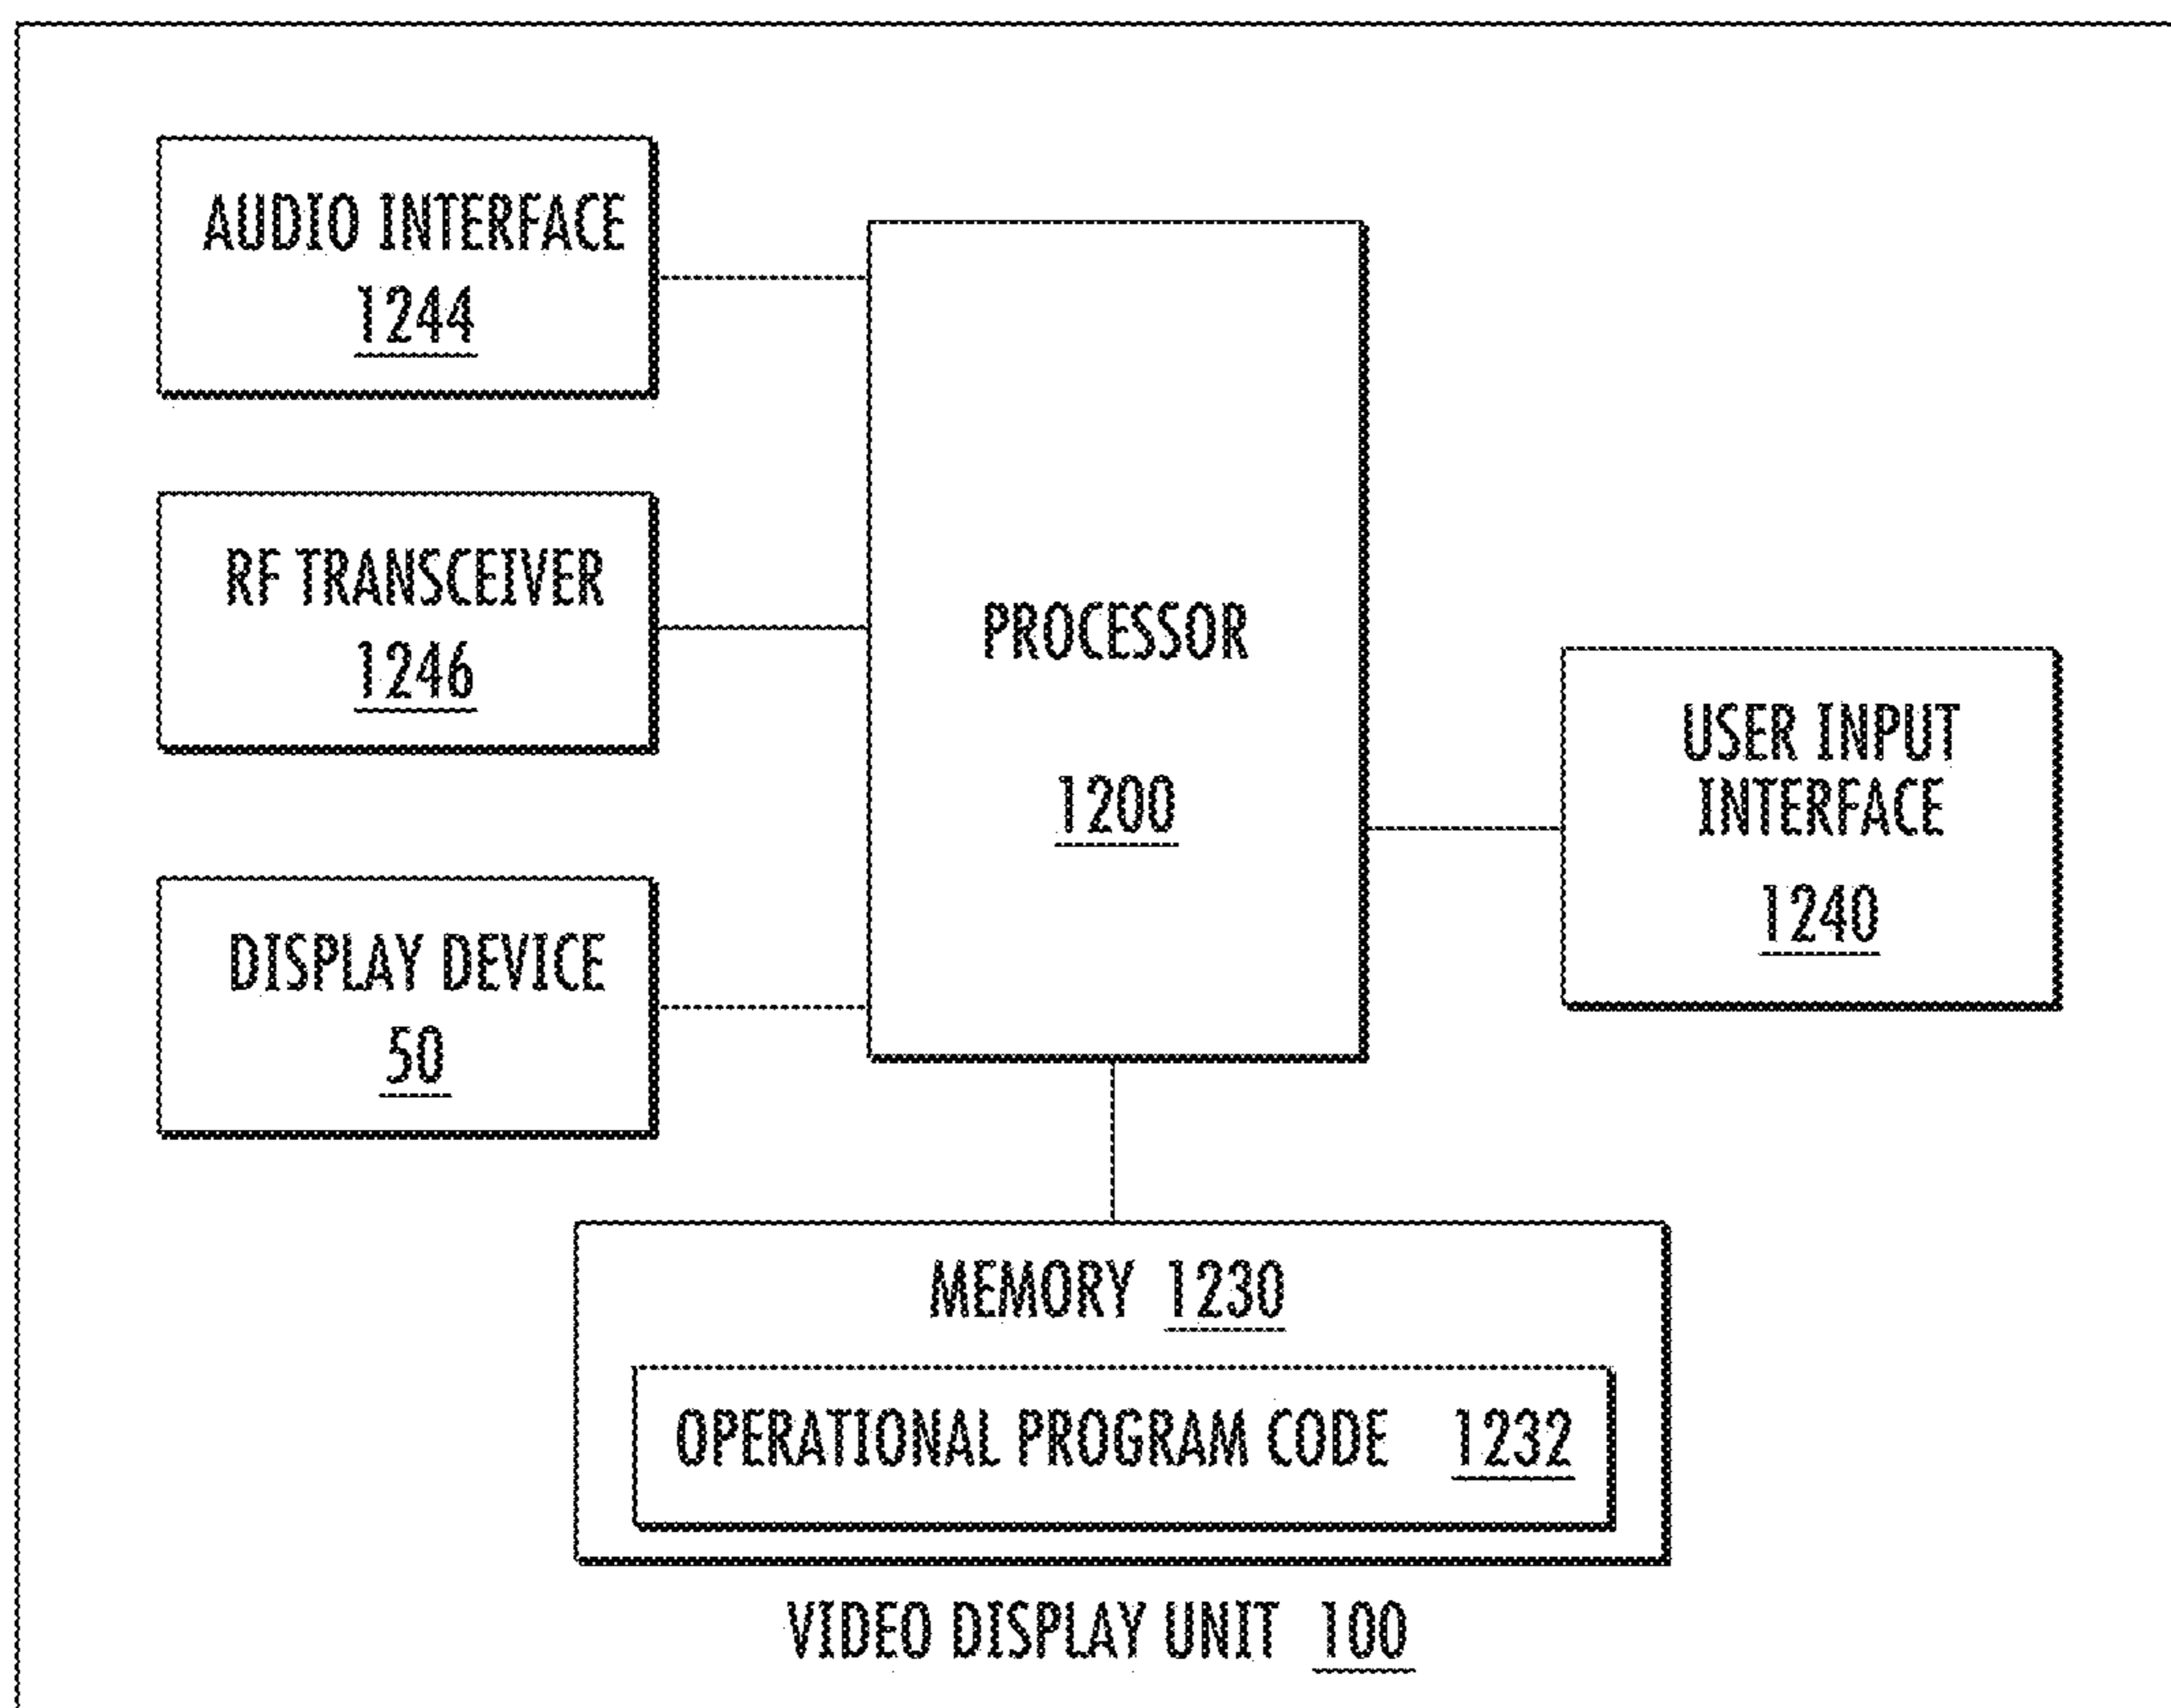 AUDIO INTERFACE
1244
RF TRANSCEIVER
1246
DISPLAY DEVICE
50
PROCESSOR
1200
USER INPUT
INTERFACE
1240
MEMORY 1230
OPERATIONAL PROGRAM CODE 1232
VIDEO DISPLAY UNIT 100